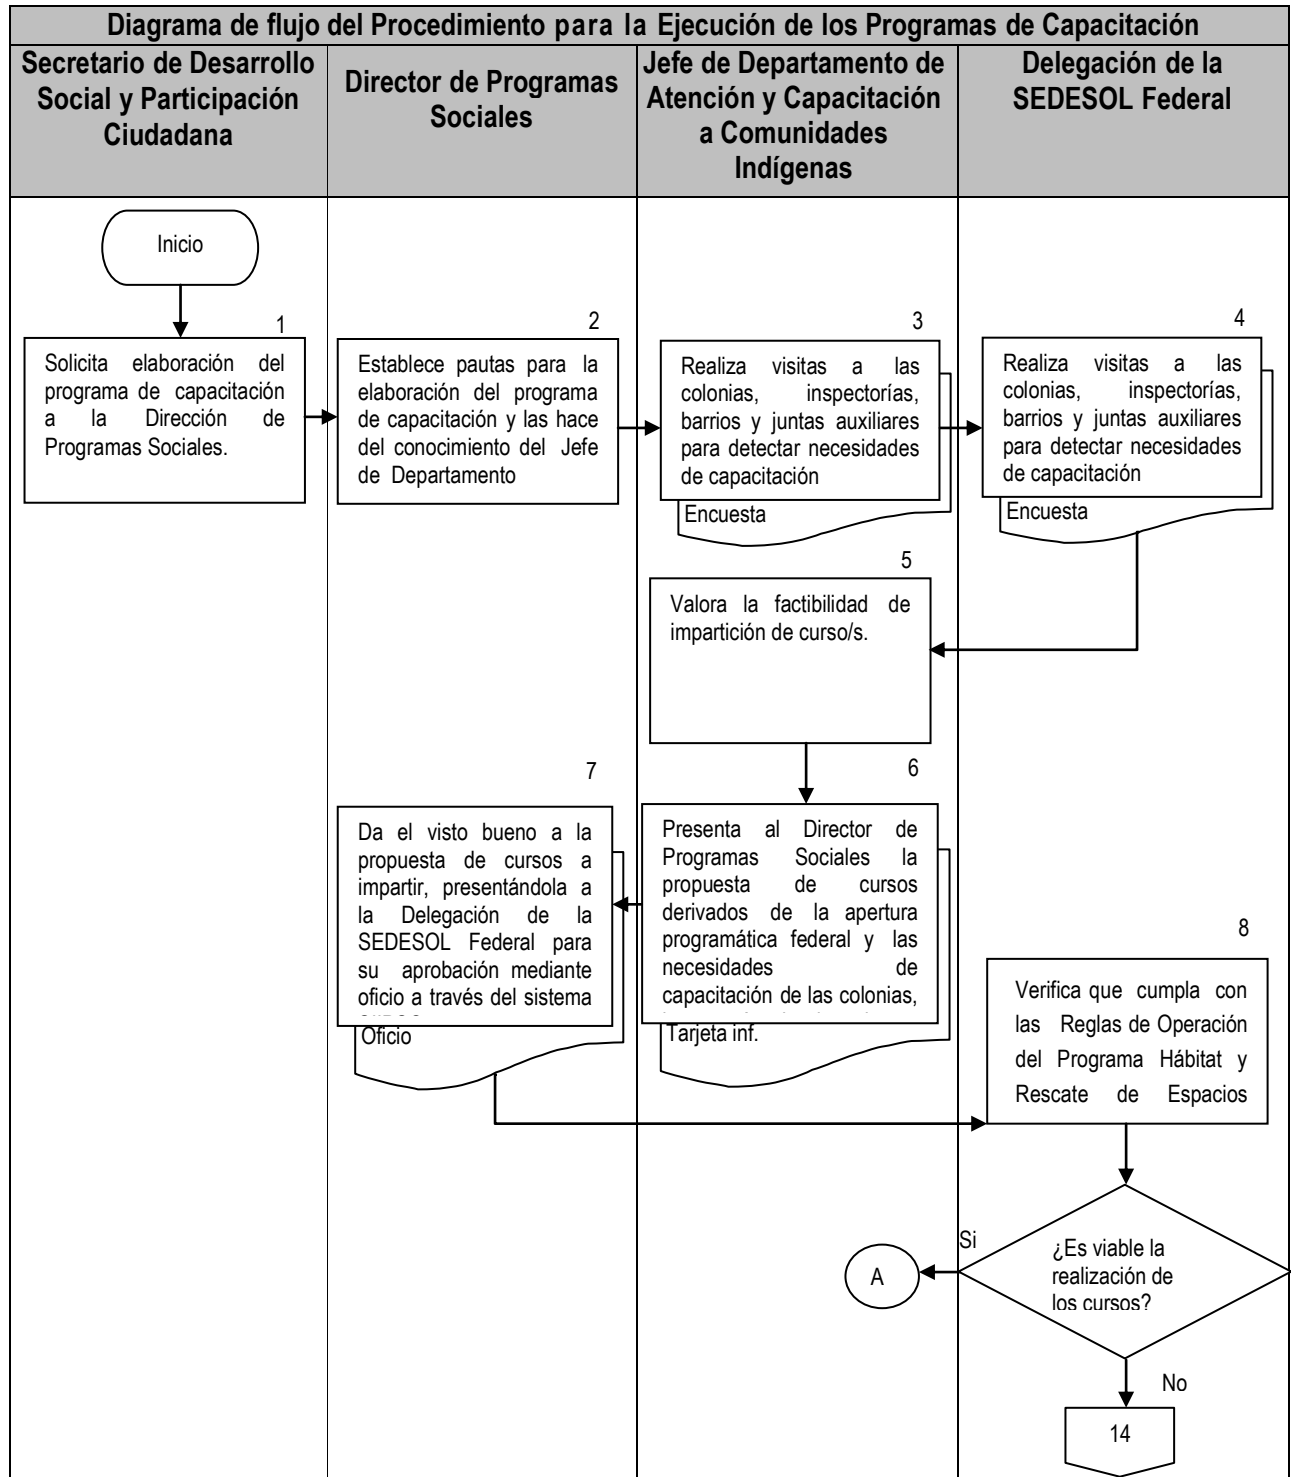 Diagrama de flujo del Procedimiento para la Ejecución de los Programas de Capacitación
Secretario de Desarrollo
Social y Participación
Ciudadana
Director de Programas
Sociales
Jefe de Departamento de
Atención y Capacitación
a Comunidades
Indígenas
Delegación de la
SEDESOL Federal
Inicio
1
Solicita elaboración del
programa de capacitación
a la Dirección de
Programas Sociales.
2
Establece pautas para la
elaboración del programa
de capacitación y las hace
del conocimiento del Jefe
de Departamento
3
Realiza visitas a las
colonias, inspectorías,
barrios y juntas auxiliares
para detectar necesidades
de capacitación
Encuesta
4
Realiza visitas a las
colonias, inspectorías,
barrios y juntas auxiliares
para detectar necesidades
de capacitación
Encuesta
5
Valora la factibilidad de
impartición de curso/s.
6
Presenta al Director de
Programas Sociales la
propuesta de cursos
derivados de la apertura
programática federal y las
necesidades de
capacitación de las colonias,
Tarjeta inf.
7
Da el visto bueno a la
propuesta de cursos a
impartir, presentándola a
la Delegación de la
SEDESOL Federal para
su aprobación mediante
oficio a través del sistema
Oficio
8
Verifica que cumpla con
las Reglas de Operación
del Programa Hábitat y
Rescate de Espacios
¿Es viable la
realización de
los cursos?
Si
A
No
14